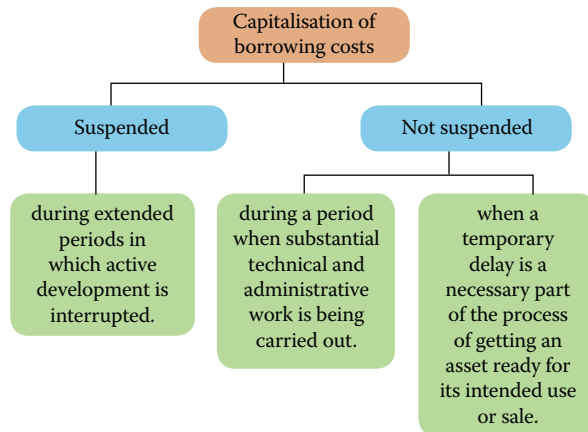 Capitalisation of
borrowing costs
Suspended
Not suspended
during extended
periods in
which active
development is
interrupted.
during a period
when substantial
technical and
administrative
work is being
carried out.
when a
temporary
delay is a
necessary part
of the process
of getting an
asset ready for
its intended use
or sale.